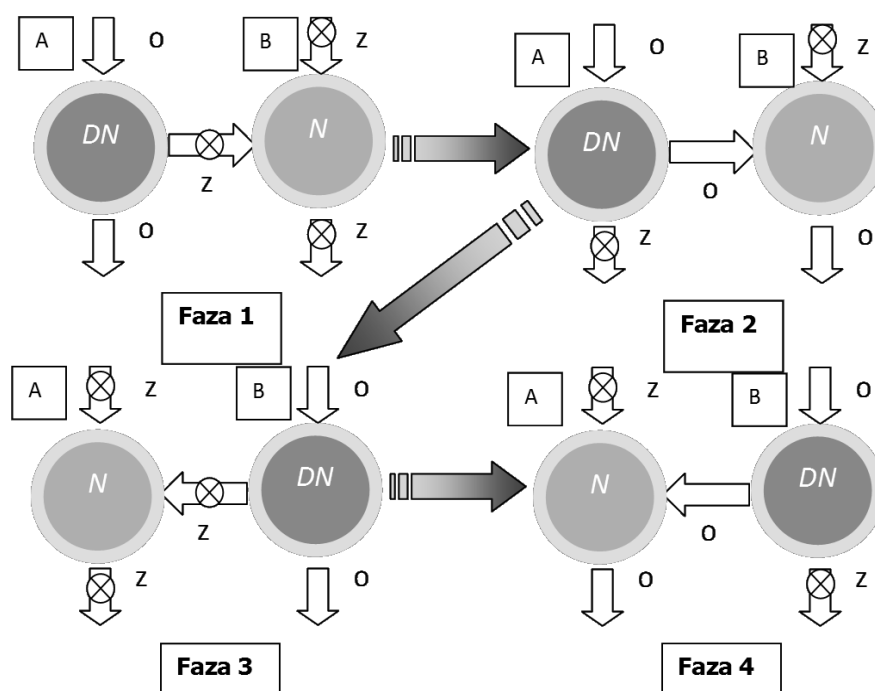 A O B Z A O B Z
DN N DN N
Z O
O Z Z O
Faza 1 Faza 2
A Z B O A Z B O
N DN N DN
Z O
Z O O Z
Faza 3 Faza 4